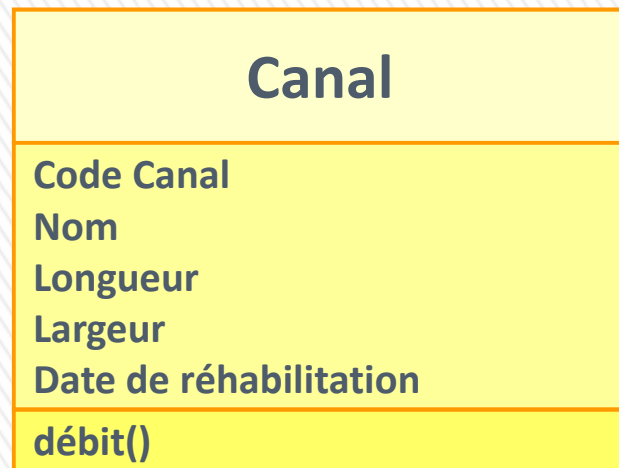 Canal
Code Canal
Nom
Longueur
Largeur
Date de réhabilitation
débit()